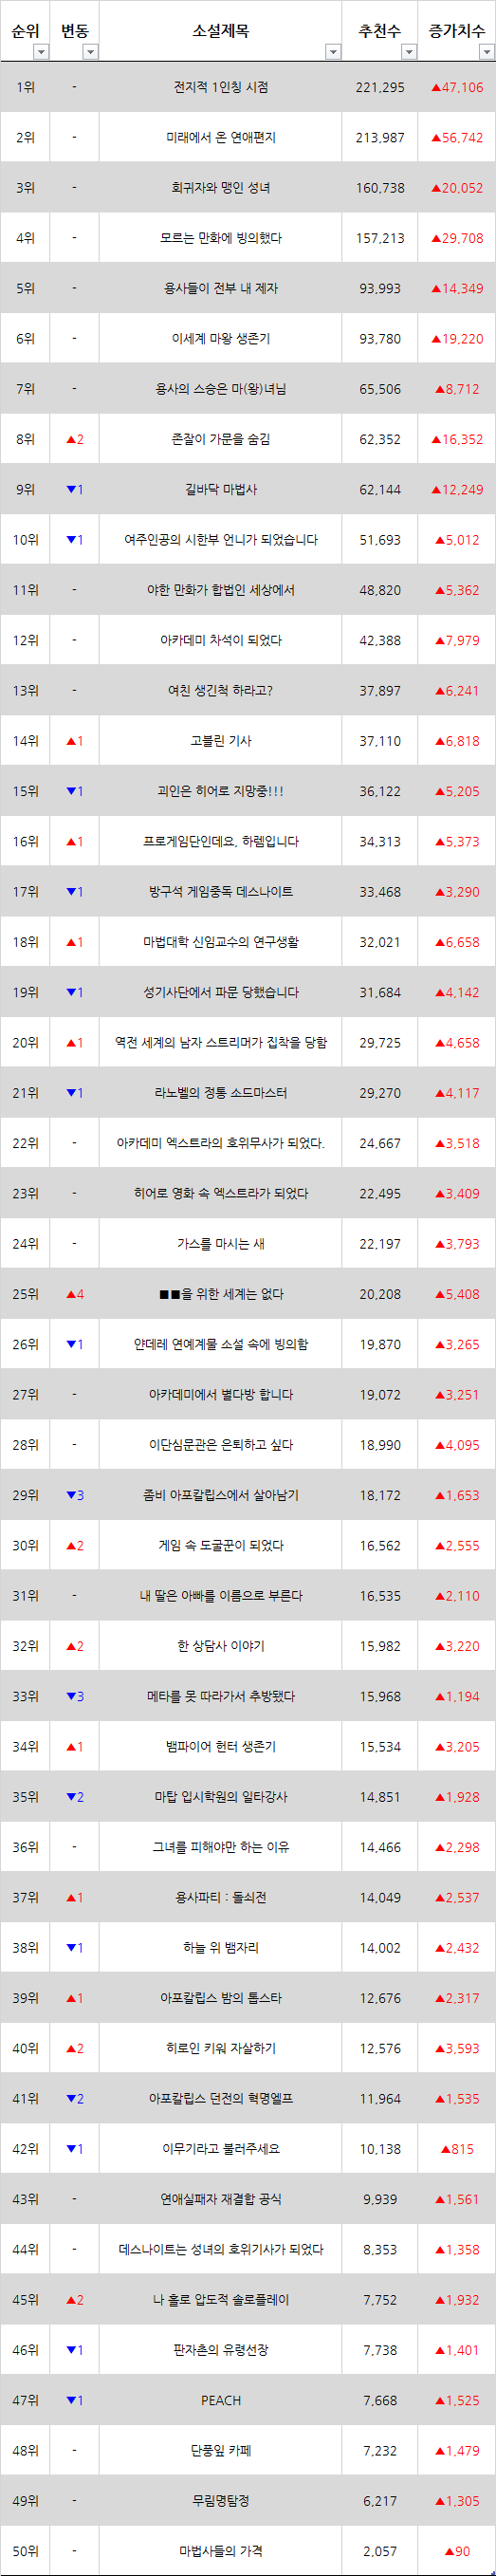 순위 변동 소설제목 추천수 증가치수
1위 - 전지적 1인칭 시점 221,295 ▲47,106
2위 - 미래에서 온 연애편지 213,987 ▲56,742
3위 - 회귀자와 맹인 성녀 160,738 ▲20,052
4위 - 모르는 만화에 빙의했다 157,213 ▲29,708
5위 - 용사들이 전부 내 제자 93,993 ▲14,349
6위 - 이세계 마왕 생존기 93,780 ▲19,220
7위 - 용사의 스승은 마(왕)녀님 65,506 ▲8,712
8위 ▲2 존잘이 가문을 숨김 62,352 ▲16,352
9위 ▼1 길바닥 마법사 62,144 ▲12,249
10위 ▼1 여주인공의 시한부 언니가 되었습니다 51,693 ▲5,012
11위 - 야한 만화가 합법인 세상에서 48,820 ▲5,362
12위 - 아카데미 차석이 되었다 42,388 ▲7,979
13위 - 여친 생긴척 하라고? 37,897 ▲6,241
14위 ▲1 고블린 기사 37,110 ▲6,818
15위 ▼1 괴인은 히어로 지망중!!! 36,122 ▲5,205
16위 ▲1 프로게임단인데요, 하렘입니다 34,313 ▲5,373
17위 ▼1 방구석 게임중독 데스나이트 33,468 ▲3,290
18위 ▲1 마법대학 신임교수의 연구생활 32,021 ▲6,658
19위 ▼1 성기사단에서 파문 당했습니다 31,684 ▲4,142
20위 ▲1 역전 세계의 남자 스트리머가 집착을 당함 29,725 ▲4,658
21위 ▼1 라노벨의 정통 소드마스터 29,270 ▲4,117
22위 - 아카데미 엑스트라의 호위무사가 되었다. 24,667 ▲3,518
23위 - 히어로 영화 속 엑스트라가 되었다 22,495 ▲3,409
24위 - 가스를 마시는 새 22,197 ▲3,793
25위 ▲4 ■■을 위한 세계는 없다 20,208 ▲5,408
26위 ▼1 얀데레 연예계물 소설 속에 빙의함 19,870 ▲3,265
27위 - 아카데미에서 별다방 합니다 19,072 ▲3,251
28위 - 이단심문관은 은퇴하고 싶다 18,990 ▲4,095
29위 ▼3 좀비 아포칼립스에서 살아남기 18,172 ▲1,653
30위 ▲2 게임 속 도굴꾼이 되었다 16,562 ▲2,555
31위 - 내 딸은 아빠를 이름으로 부른다 16,535 ▲2,110
32위 ▲2 한 상담사 이야기 15,982 ▲3,220
33위 ▼3 메타를 못 따라가서 추방됐다 15,968 ▲1,194
34위 ▲1 뱀파이어 헌터 생존기 15,534 ▲3,205
35위 ▼2 마탑 입시학원의 일타강사 14,851 ▲1,928
36위 - 그녀를 피해야만 하는 이유 14,466 ▲2,298
37위 ▲1 용사파티 : 돌쇠전 14,049 ▲2,537
38위 ▼1 하늘 위 뱀자리 14,002 ▲2,432
39위 ▲1 아포칼립스 밤의 톱스타 12,676 ▲2,317
40위 ▲2 히로인 키워 자살하기 12,576 ▲3,593
41위 ▼2 아포칼립스 던전의 혁명엘프 11,964 ▲1,535
42위 ▼1 이무기라고 불러주세요 10,138 ▲815
43위 - 연애실패자 재결합 공식 9,939 ▲1,561
44위 - 데스나이트는 성녀의 호위기사가 되었다 8,353 ▲1,358
45위 ▲2 나 홀로 압도적 솔로플레이 7,752 ▲1,932
46위 ▼1 판자촌의 유령선장 7,738 ▲1,401
47위 ▼1 PEACH 7,668 ▲1,525
48위 - 단풍잎 카페 7,232 ▲1,479
49위 - 무림명탐정 6,217 ▲1,305
50위 - 마법사들의 가격 2,057 ▲90